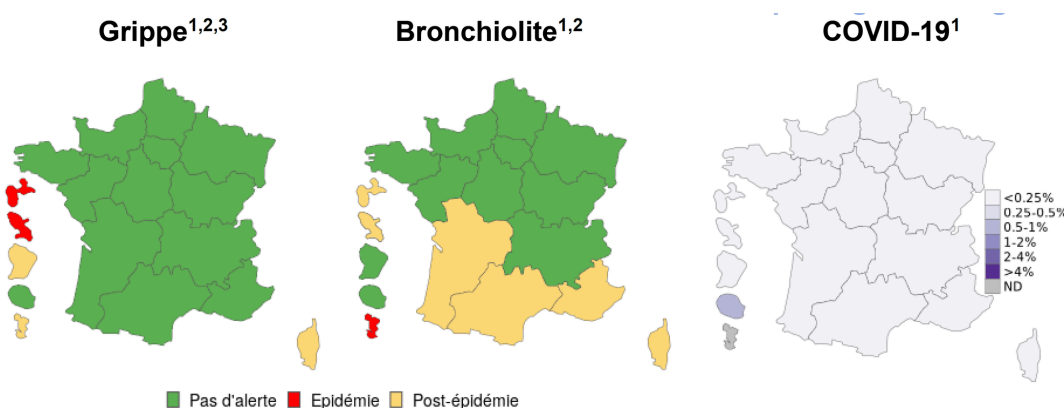 Grippe1,2,3
Bronchiolite1,2
COVID-191
<0.25%
0.25-0.5%
0.5-1%
1-2%
2-4%
>4%
ND
Pas d'alerte
Epidémie
Post-épidémie